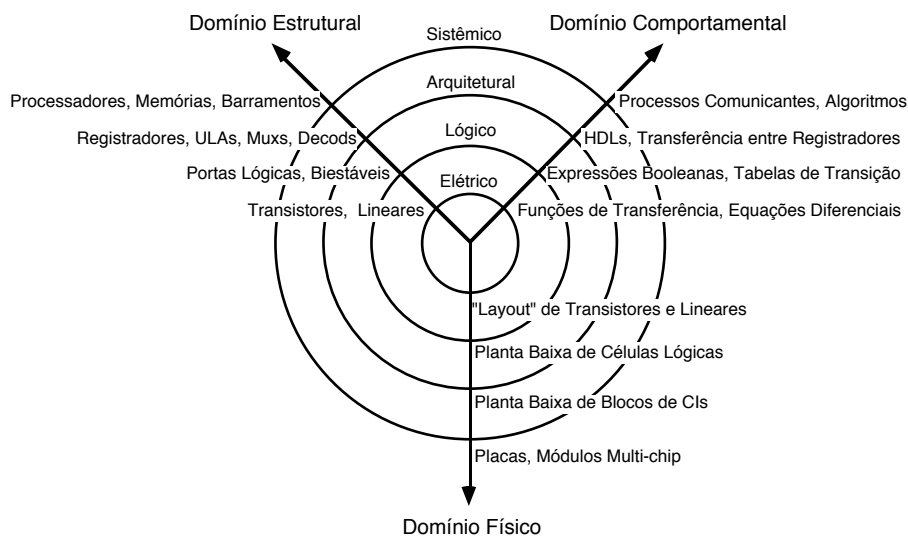 Domínio Estrutural
Domínio Comportamental
Sistêmico
Processadores, Memórias, Barramentos
Processos Comunicantes, Algoritmos
Arquitetural
Registradores, ULAs, Muxs, Decods
HDLs, Transferência entre Registradores
Lógico
Portas Lógicas, Biestáveis
Expressões Booleanas, Tabelas de Transição
Elétrico
Transistores, Lineares
Funções de Transferência, Equações Diferenciais
"Layout" de Transistores e Lineares
Planta Baixa de Células Lógicas
Planta Baixa de Blocos de CIs
Placas, Módulos Multi-chip
Domínio Físico